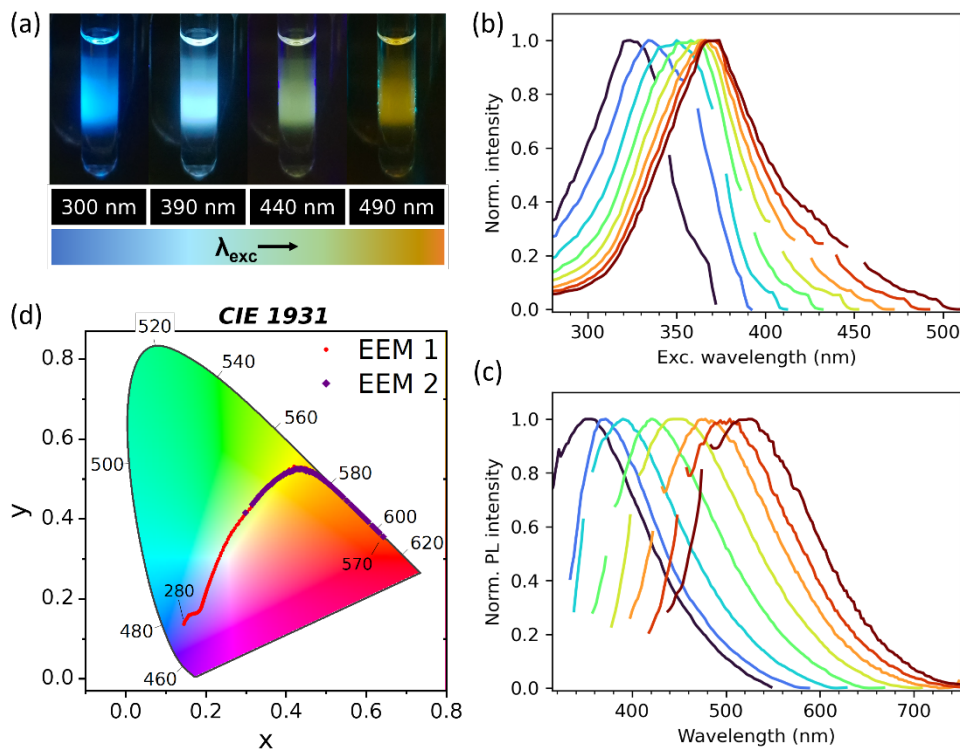 (a)
300 nm 390 nm 440 nm 490 nm
λexc
(b)
Norm. intensity
1.0
0.8
0.6
0.4
0.2
0.0
300 350 400 450 500
Exc. wavelength (nm)
(d)
CIE 1931
EEM 1
EEM 2
520
540
560
500
580
600
620
570
280
480
460
y
0.8
0.6
0.4
0.2
0.0
0.0 0.2 0.4 0.6 0.8
x
(c)
Norm. PL intensity
1.0
0.8
0.6
0.4
0.2
0.0
400 500 600 700
Wavelength (nm)